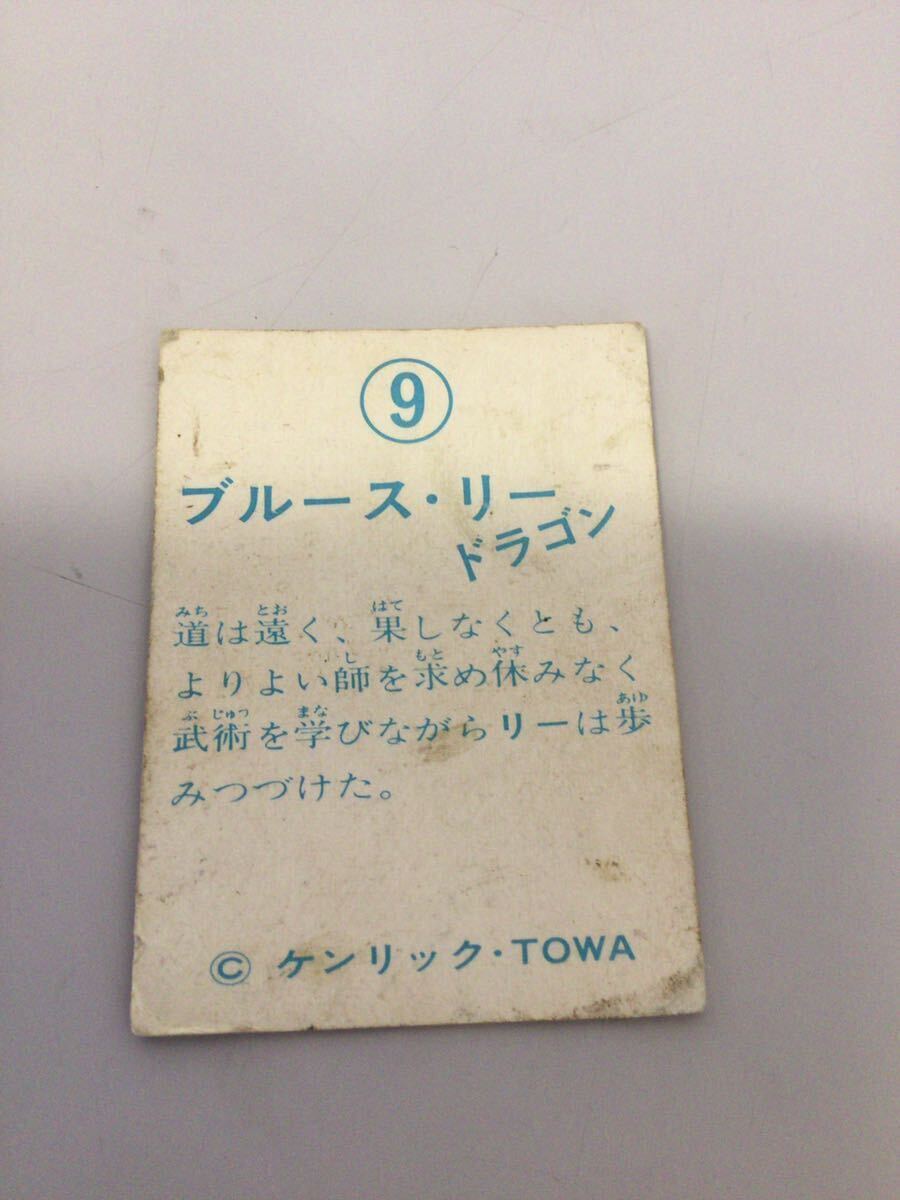 9
ブルース・リー
ドラゴン
道は遠く、果しなくとも、
よりよい師を求め休みなく
武術を学びながらリーは歩
みつづけた。
© ケンリック・TOWA